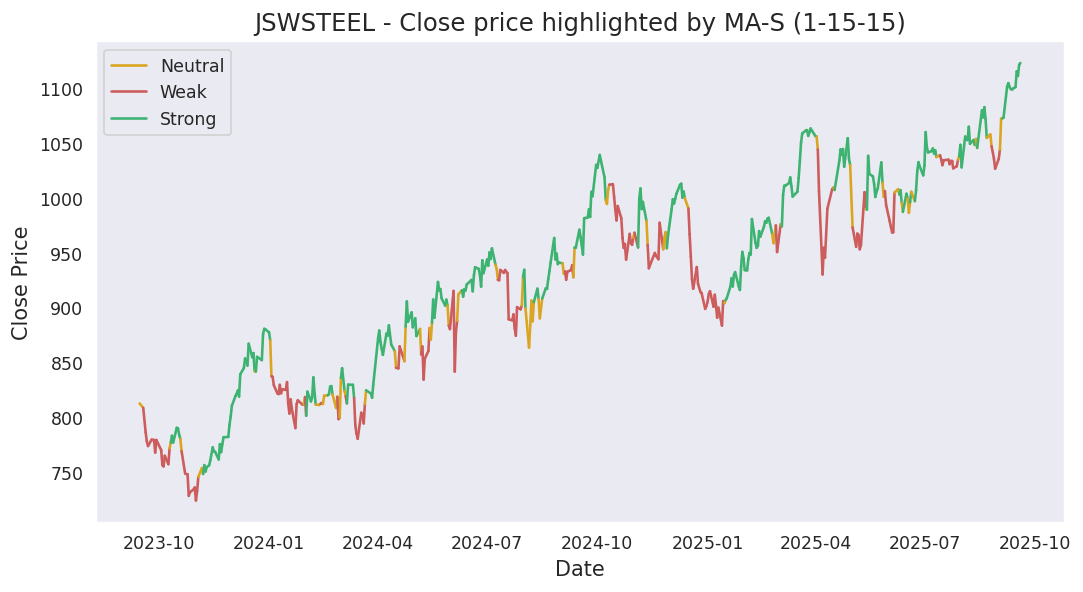 JSWSTEEL - Close price highlighted by MA-S (1-15-15)
Neutral
Weak
Strong
Close Price
1100
1050
1000
950
900
850
800
750
2023-10 2024-01 2024-04 2024-07 2024-10 2025-01 2025-04 2025-07 2025-10
Date